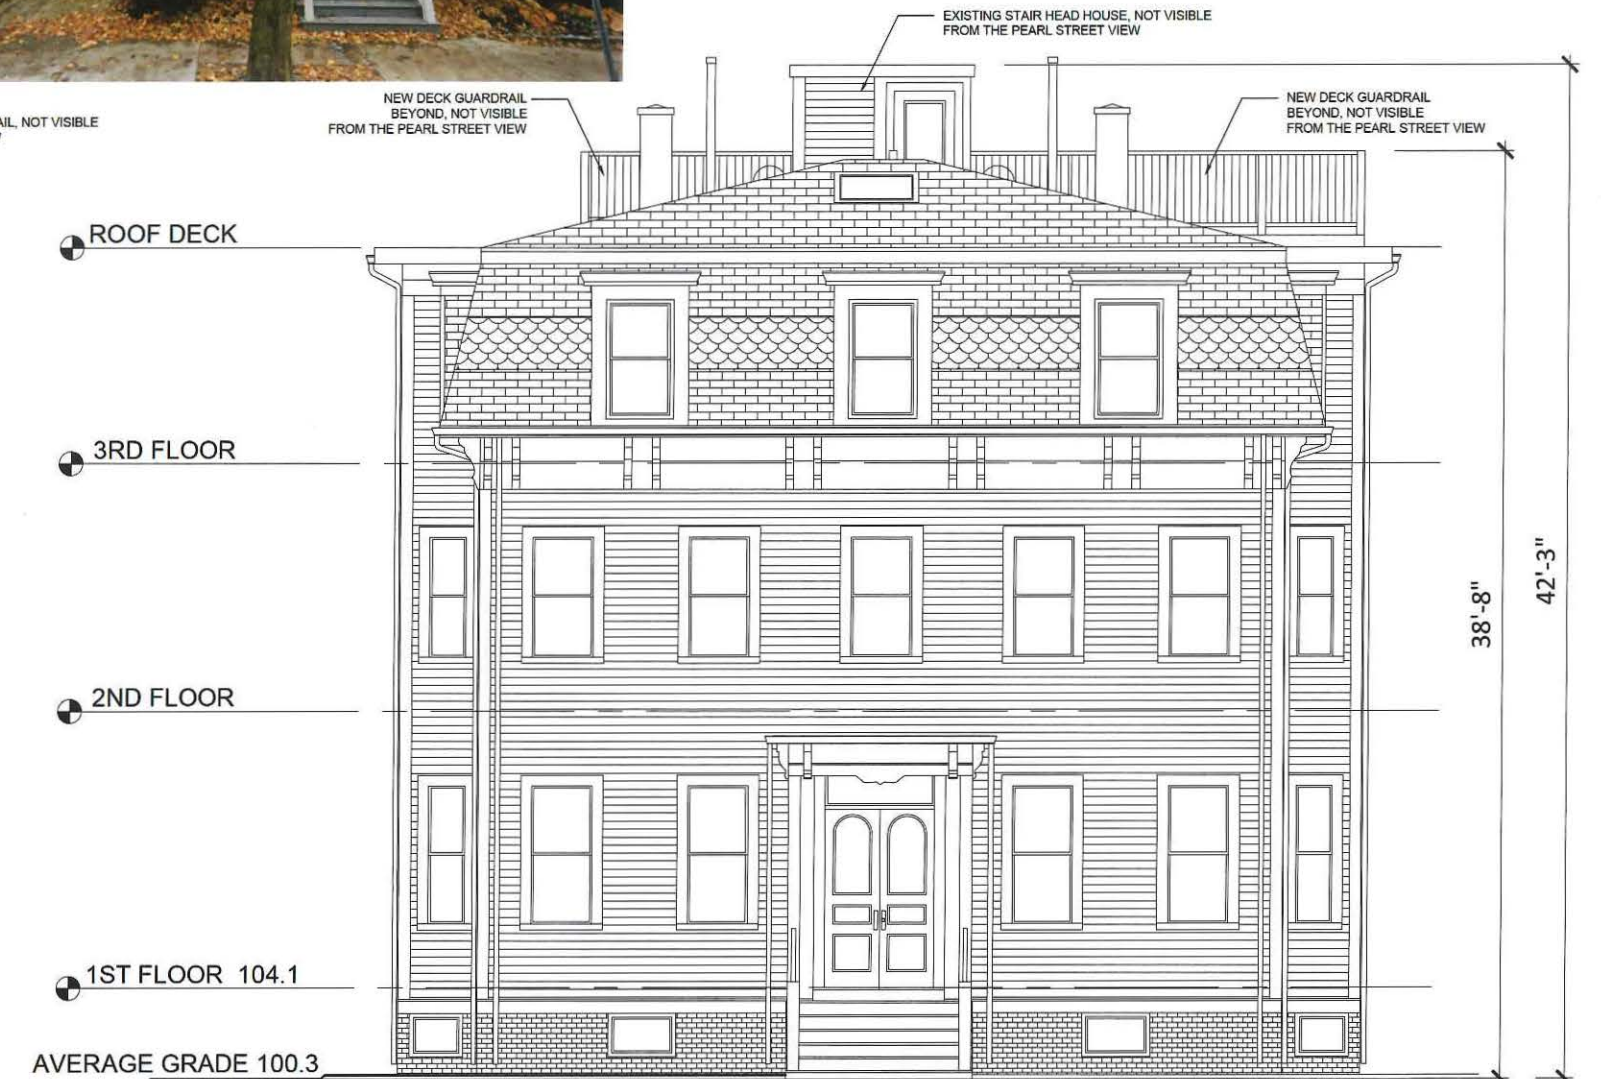 EXISTING STAIR HEAD HOUSE, NOT VISIBLE
FROM THE PEARL STREET VIEW
NEW DECK GUARDRAIL
BEYOND, NOT VISIBLE
FROM THE PEARL STREET VIEW
NEW DECK GUARDRAIL
BEYOND, NOT VISIBLE
FROM THE PEARL STREET VIEW
NOT VISIBLE
ROOF DECK
3RD FLOOR
2ND FLOOR
1ST FLOOR 104.1
AVERAGE GRADE 100.3
38'-8"
42'-3"